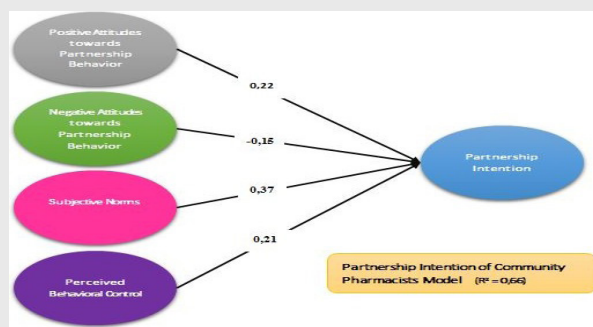 Positive Attitudes
towards
Partnership
Behavior
0,22
Negative Attitudes
towards
Partnership
Behavior
-0,15
Partnership
Intention
Subjective Norms
0,37
0,21
Perceived
Behavioral Control
Partnership Intention of Community
Pharmacists Model (R² = 0,66)